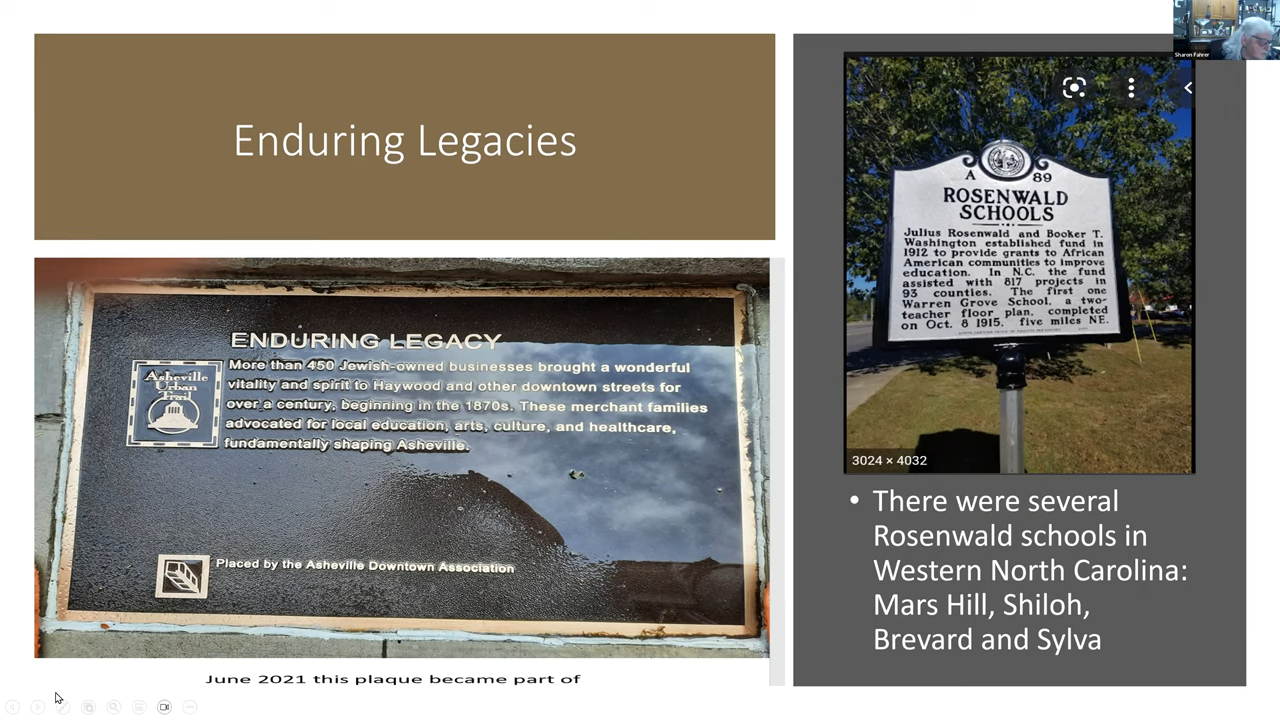 Enduring Legacies
ENDURING LEGACY
Asheville
Urban
Trail
More than 450 Jewish-owned businesses brought a wonderful
vitality and spirit to Haywood and other downtown streets for
over a century, beginning in the 1870s. These merchant families
advocated for local education, arts, culture, and healthcare,
fundamentally shaping Asheville.
Placed by the Asheville Downtown Association
June 2021 this plaque became part of
Sharon Fahrer
A 89
ROSENWALD
SCHOOLS
Julius Rosenwald and Booker T.
Washington established fund in
1912 to provide grants to African
American communities to improve
education. In N.C. the fund
assisted with 817 projects in
93 counties. The first one
Warren Grove School, a two-
teacher floor plan, completed
on Oct. 8 1915, five miles NE.
3024 × 4032
• There were several
Rosenwald schools in
Western North Carolina:
Mars Hill, Shiloh,
Brevard and Sylva